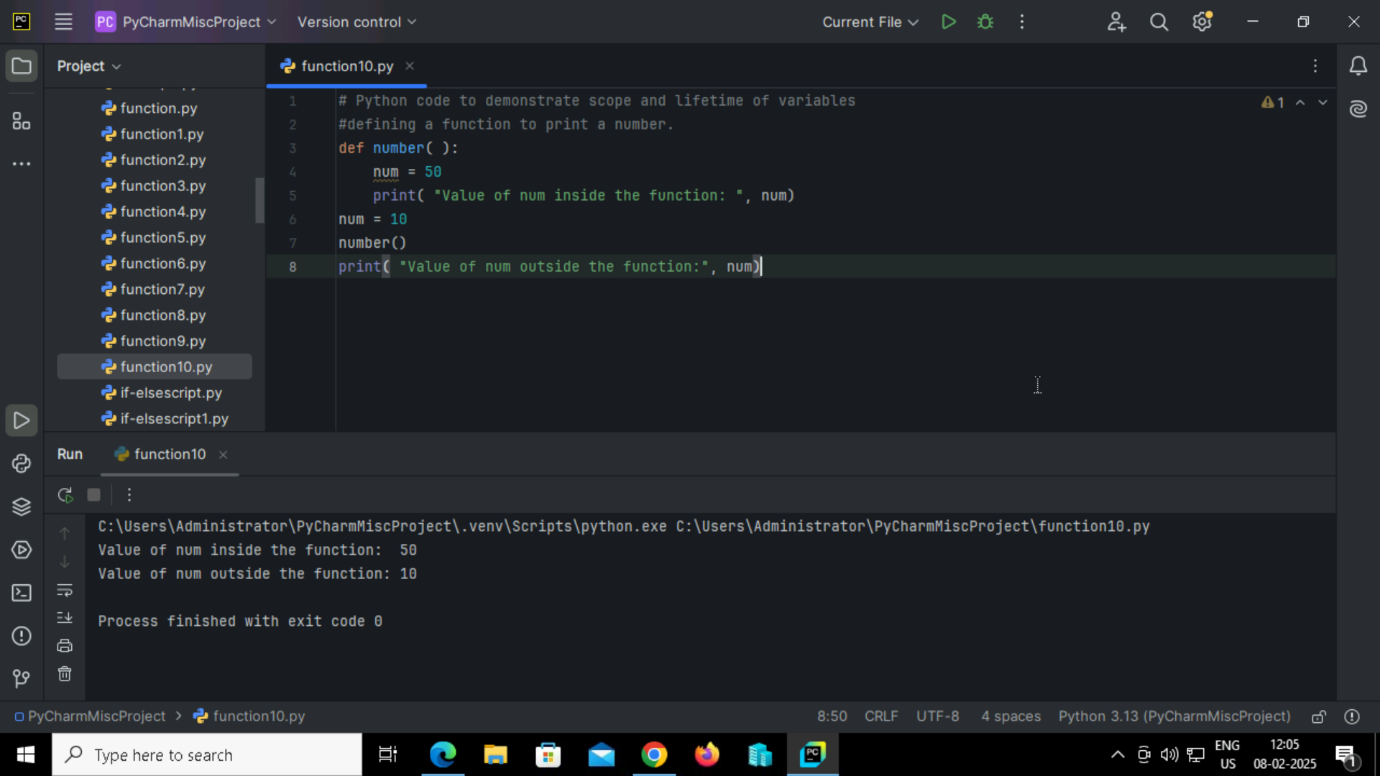 PC PyCharmMiscProject Version control Current File
Project
function10.py
function.py
function1.py
function2.py
function3.py
function4.py
function5.py
function6.py
function7.py
function8.py
function9.py
function10.py
if-elsescript.py
if-elsescript1.py
1 # Python code to demonstrate scope and lifetime of variables
2 #defining a function to print a number.
3 def number( ):
4 num = 50
5 print( "Value of num inside the function: ", num)
6 num = 10
7 number()
8 print( "Value of num outside the function:", num)
1
Run function10
C:\Users\Administrator\PyCharmMiscProject\.venv\Scripts\python.exe C:\Users\Administrator\PyCharmMiscProject\function10.py
Value of num inside the function:  50
Value of num outside the function: 10
Process finished with exit code 0
PyCharmMiscProject > function10.py 8:50 CRLF UTF-8 4 spaces Python 3.13 (PyCharmMiscProject)
Type here to search
PC
ENG
US
12:05
08-02-2025
1